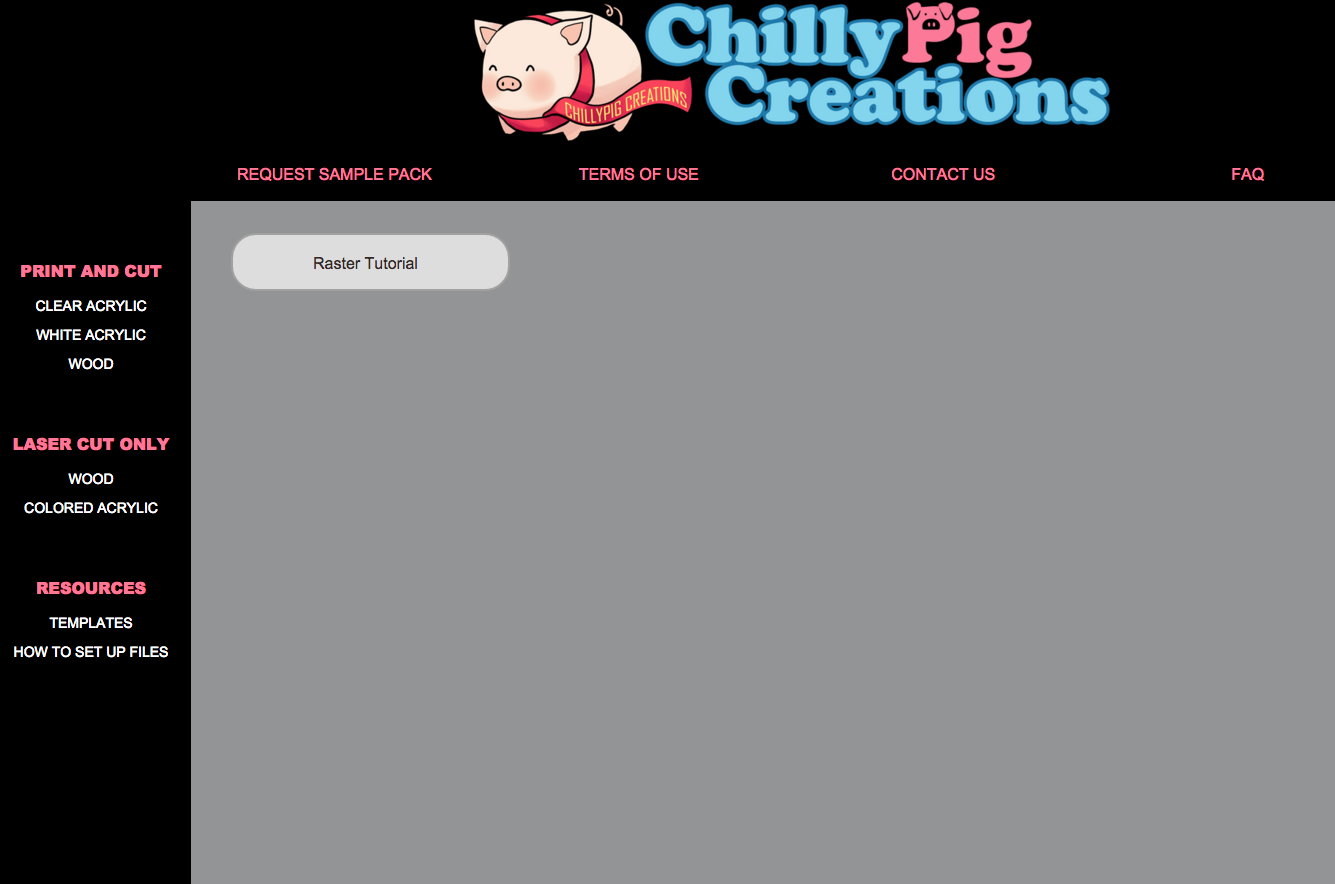 ChillyPig
Creations
CHILLYPIG CREATIONS
REQUEST SAMPLE PACK
TERMS OF USE
CONTACT US
FAQ
PRINT AND CUT
CLEAR ACRYLIC
WHITE ACRYLIC
WOOD
LASER CUT ONLY
WOOD
COLORED ACRYLIC
RESOURCES
TEMPLATES
HOW TO SET UP FILES
Raster Tutorial